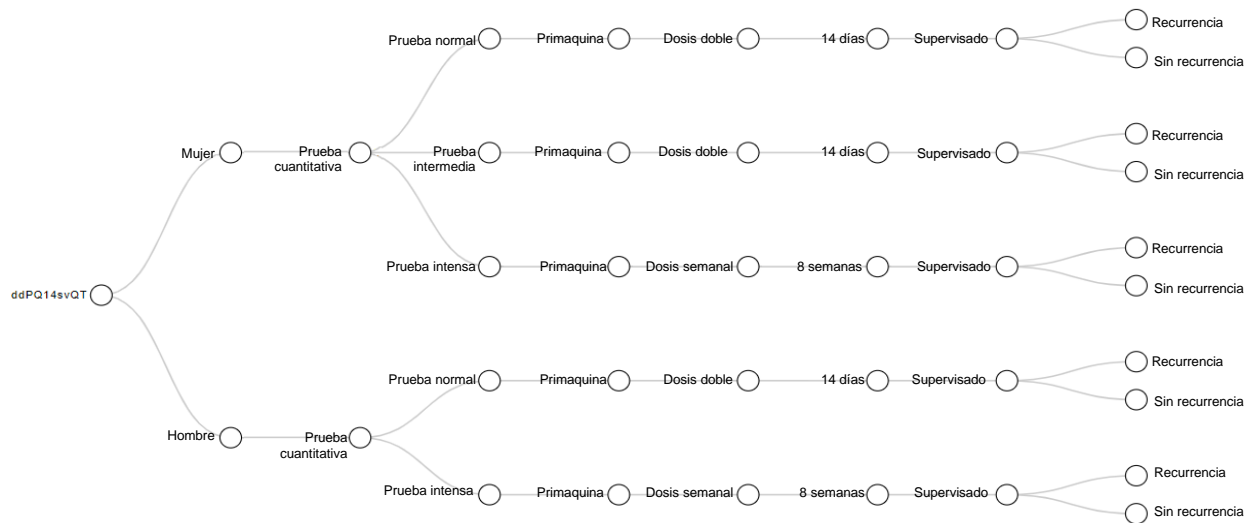 Recurrencia
Prueba normal Primaquina Dosis doble 14 días Supervisado
Sin recurrencia
Recurrencia
Mujer Prueba cuantitativa Prueba intermedia Primaquina Dosis doble 14 días Supervisado
Sin recurrencia
Recurrencia
Prueba intensa Primaquina Dosis semanal 8 semanas Supervisado
Sin recurrencia
ddPQ14svQT
Recurrencia
Prueba normal Primaquina Dosis doble 14 días Supervisado
Sin recurrencia
Hombre Prueba cuantitativa
Recurrencia
Prueba intensa Primaquina Dosis semanal 8 semanas Supervisado
Sin recurrencia